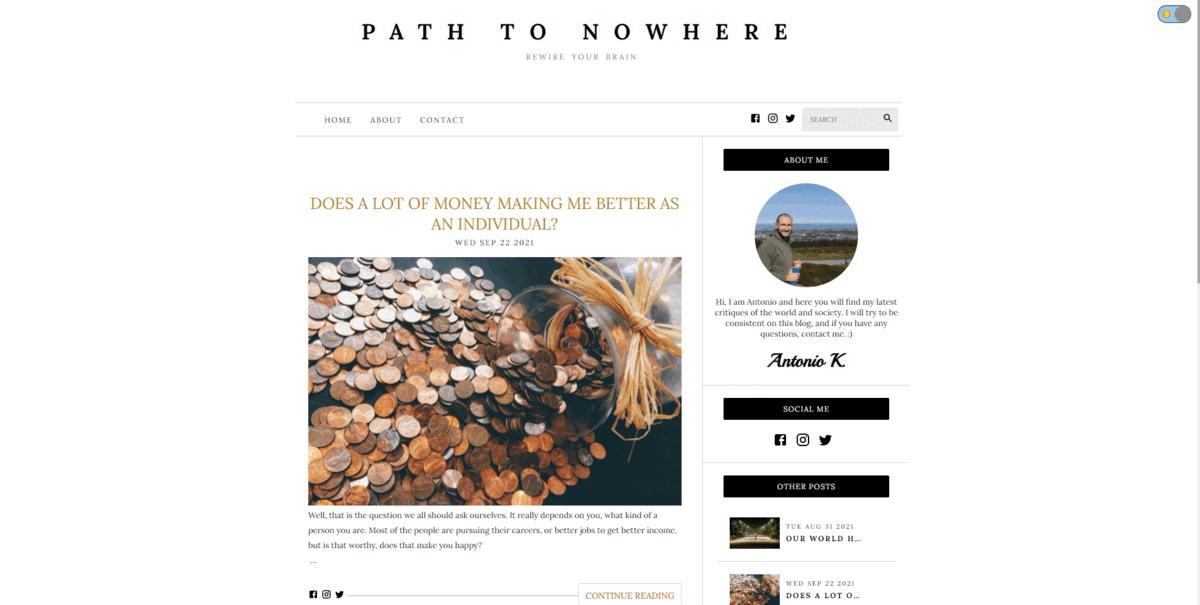 PATH TO NOWHERE
REWIRE YOUR BRAIN
HOME
ABOUT
CONTACT
SEARCH
DOES A LOT OF MONEY MAKING ME BETTER AS
AN INDIVIDUAL?
WED SEP 22 2021
Well, that is the question we all should ask ourselves. It really depends on you, what kind of a
person you are. Most of the people are pursuing their careers, or better jobs to get better income,
but is that worthy, does that make you happy?
...
CONTINUE READING
ABOUT ME
Hi, I am Antonio and here you will find my latest
critiques of the world and society. I will try to be
consistent on this blog, and if you have any
questions, contact me. :)
Antonio K.
SOCIAL ME
OTHER POSTS
TUE AUG 31 2021
OUR WORLD H...
WED SEP 22 2021
DOES A LOT O...